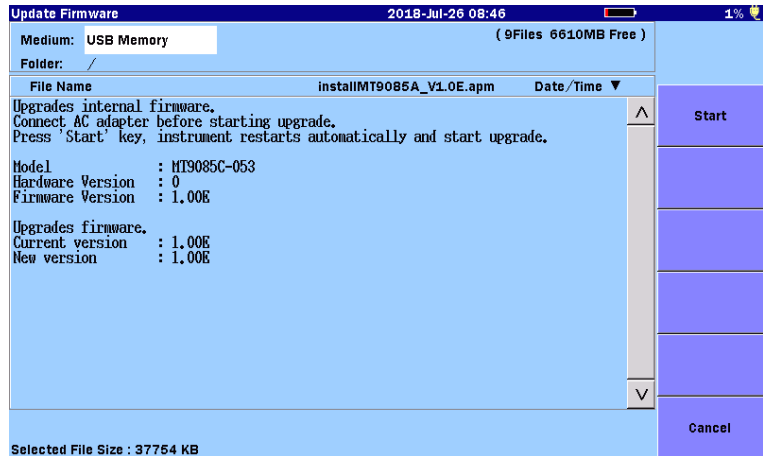 Update Firmware 2018-Jul-26 08:46 1%
Medium: USB Memory ( 9Files 6610MB Free )
Folder: /
File Name installMT9085A_V1.0E.apm Date/Time ▼
Upgrades internal firmware.
Connect AC adapter before starting upgrade.
Press 'Start' key, instrument restarts automatically and start upgrade.
Model : MT9085C-053
Hardware Version : 0
Firmware Version : 1.00E
Upgrades firmware.
Current version : 1.00E
New version : 1.00E
Selected File Size : 37754 KB
Start
Cancel